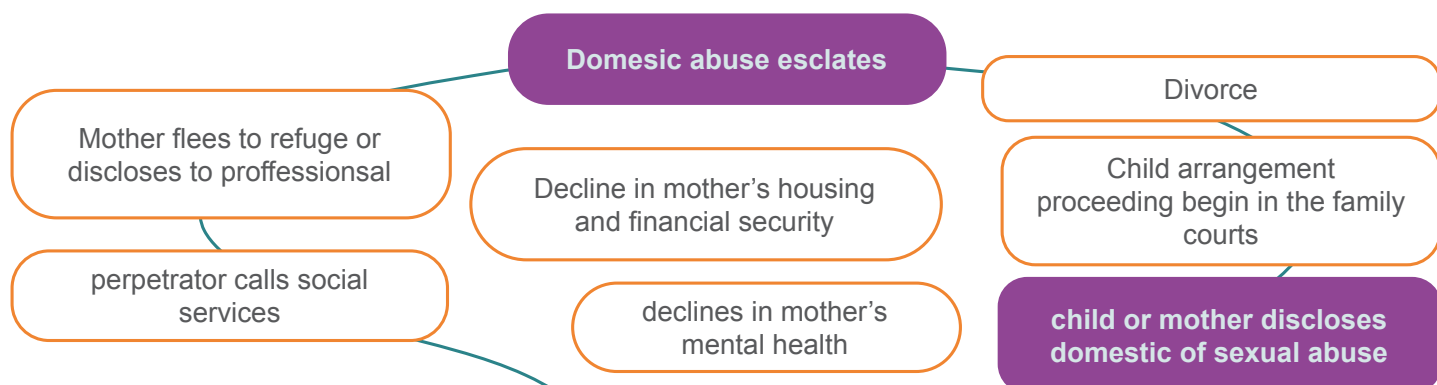 Domesic abuse esclates
Mother flees to refuge or
discloses to proffessionsal
perpetrator calls social
services
Decline in mother’s housing
and financial security
declines in mother’s
mental health
Divorce
Child arrangement
proceeding begin in the family
courts
child or mother discloses
domestic of sexual abuse